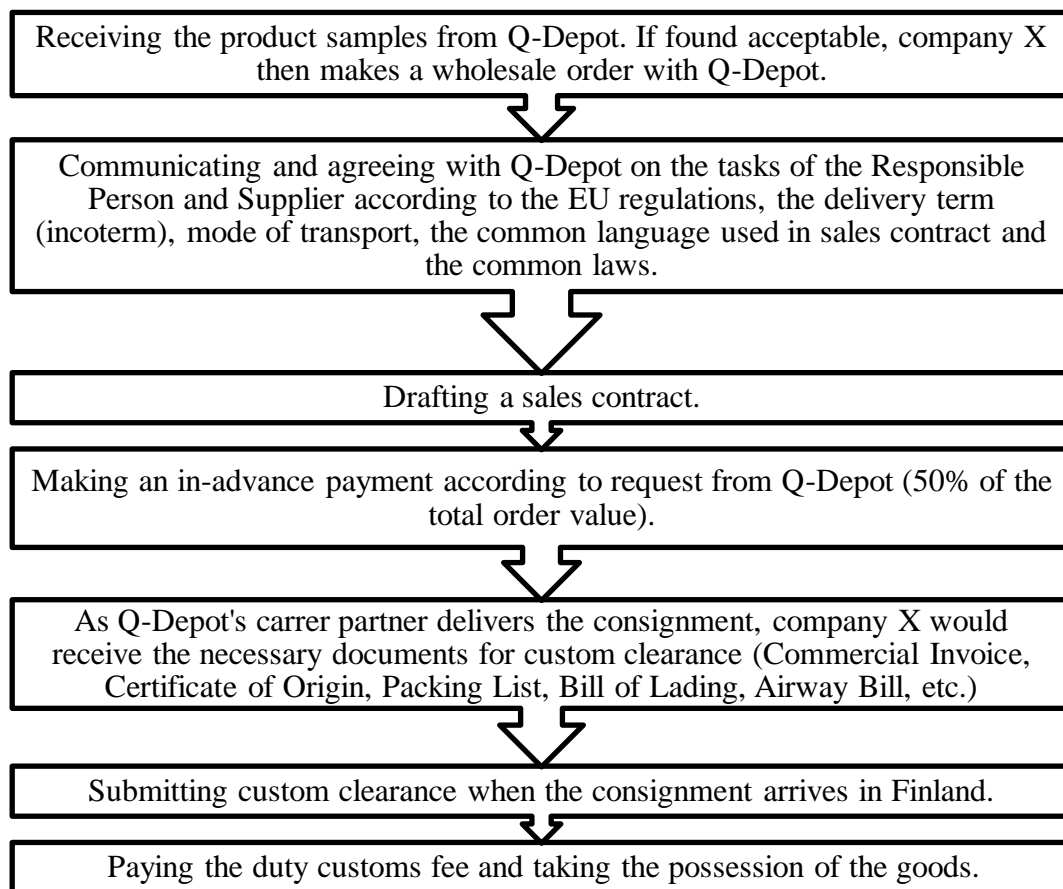 Receiving the product samples from Q-Depot. If found acceptable, company X
then makes a wholesale order with Q-Depot.
Communicating and agreeing with Q-Depot on the tasks of the Responsible
Person and Supplier according to the EU regulations, the delivery term
(incoterm), mode of transport, the common language used in sales contract and
the common laws.
Drafting a sales contract.
Making an in-advance payment according to request from Q-Depot (50% of the
total order value).
As Q-Depot's carrer partner delivers the consignment, company X would
receive the necessary documents for custom clearance (Commercial Invoice,
Certificate of Origin, Packing List, Bill of Lading, Airway Bill, etc.)
Submitting custom clearance when the consignment arrives in Finland.
Paying the duty customs fee and taking the possession of the goods.